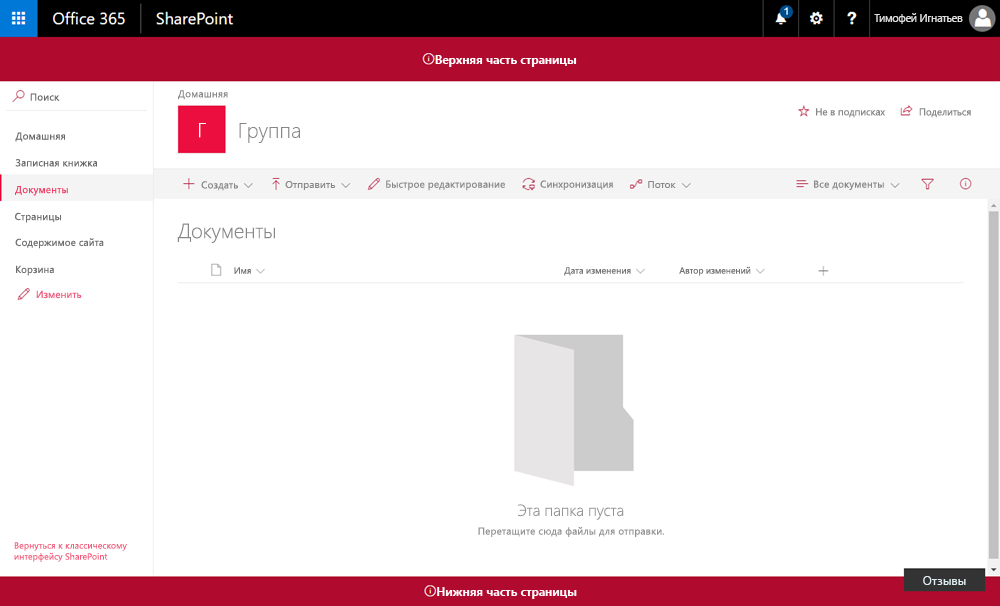 Office 365 SharePoint 1 ? Тимофей Игнатьев
Верхняя часть страницы
Поиск
Домашняя
Записная книжка
Документы
Страницы
Содержимое сайта
Корзина
Изменить
Вернуться к классическому
интерфейсу SharePoint
Домашняя
Г Группа
Не в подписках Поделиться
Создать Отправить Быстрое редактирование Синхронизация Поток Все документы
Документы
Имя Дата изменения Автор изменений
Эта папка пуста
Перетащите сюда файлы для отправки.
Отзывы
Нижняя часть страницы